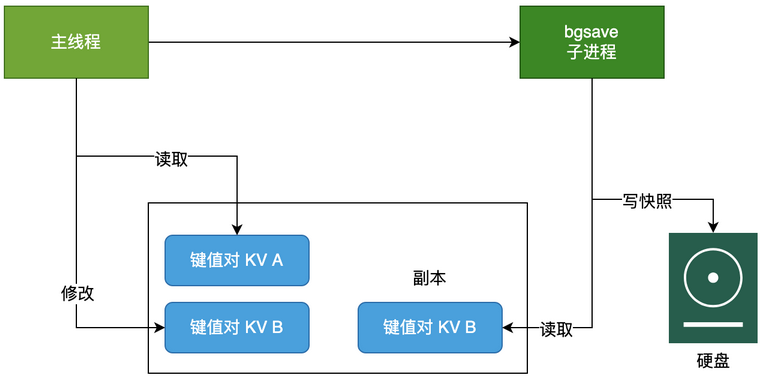 主线程
bgsave
子进程
读取
写快照
键值对 KV A
副本
修改
键值对 KV B
键值对 KV B
读取
硬盘